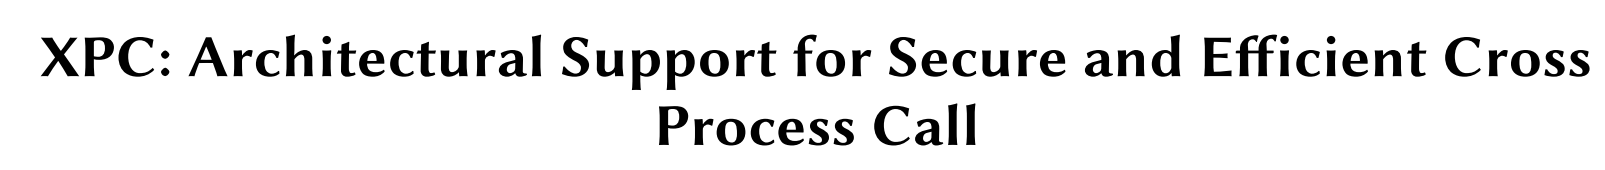 XPC: Architectural Support for Secure and Efficient Cross
Process Call